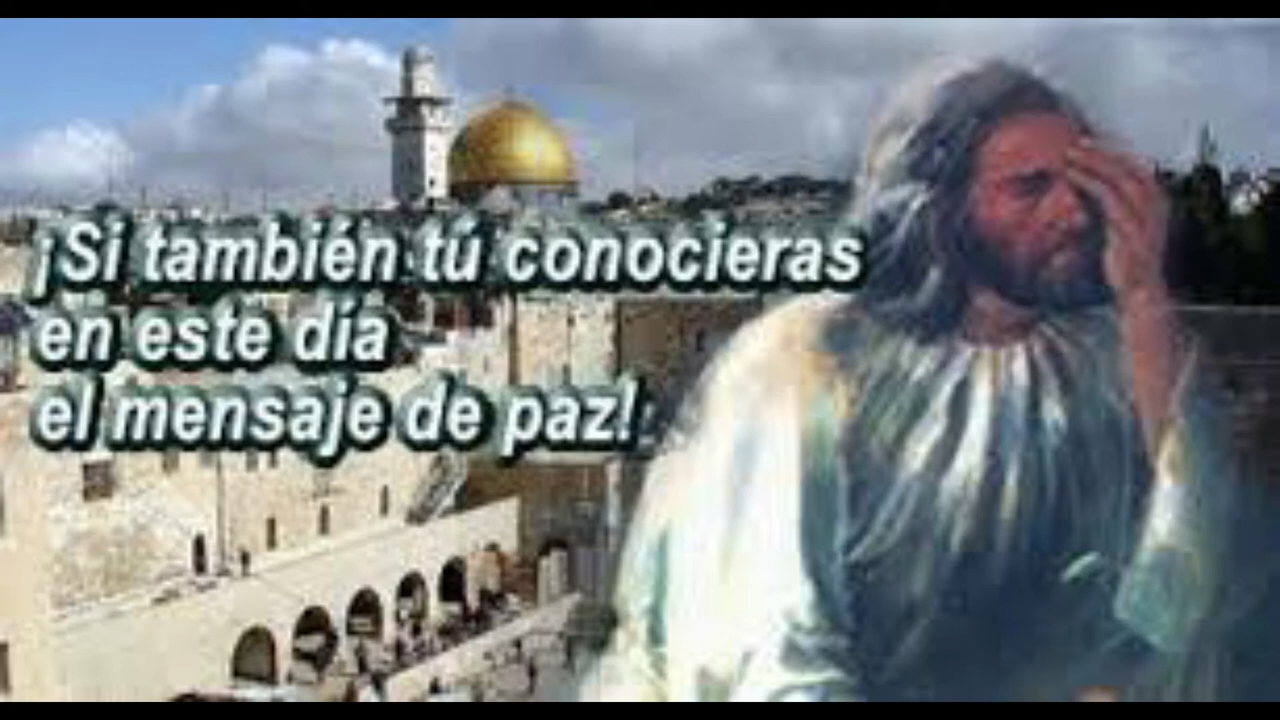 ¡Si también tú conocieras
en este día
el mensaje de paz!